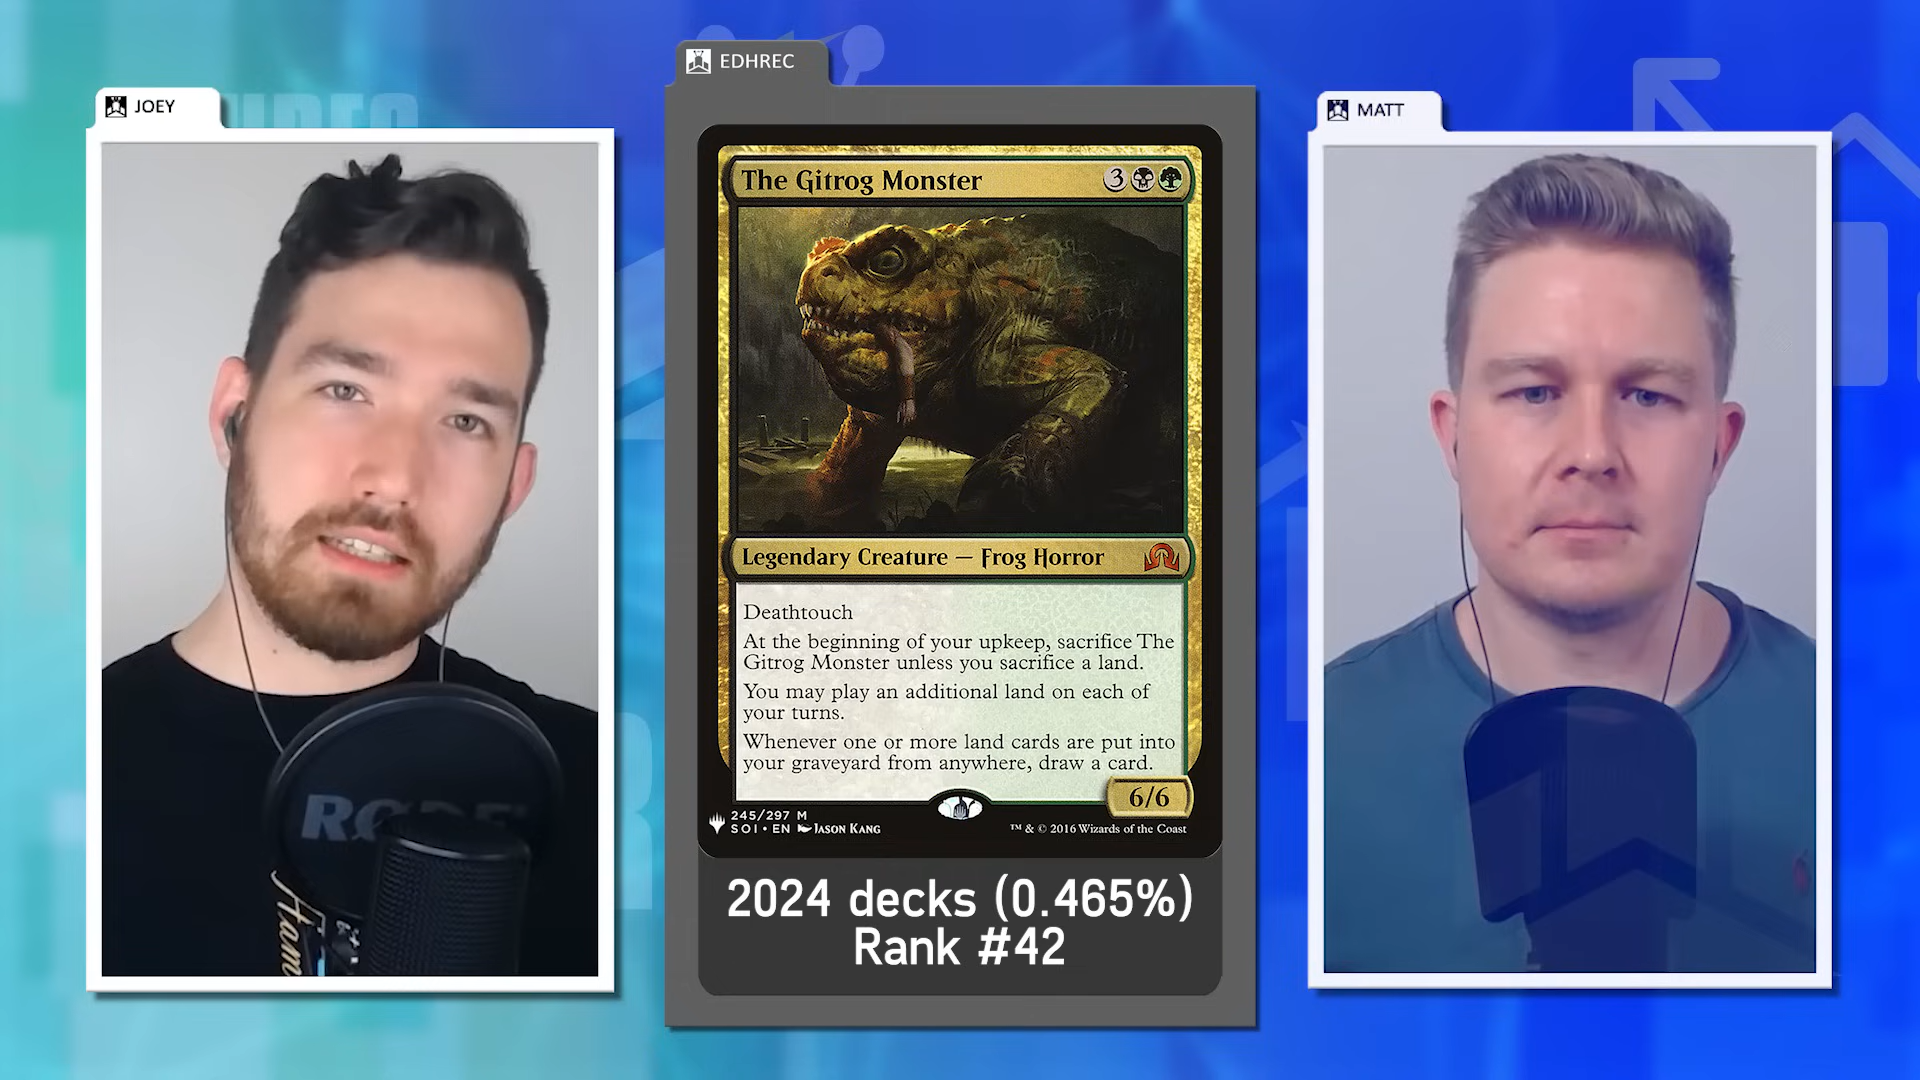 JOEY
EDHREC
MATT
The Gitrog Monster 3
Legendary Creature — Frog Horror
Deathtouch
At the beginning of your upkeep, sacrifice The
Gitrog Monster unless you sacrifice a land.
You may play an additional land on each of
your turns.
Whenever one or more land cards are put into
your graveyard from anywhere, draw a card.
6/6
245/297 M
SOI • EN JASON KANG
™ & © 2016 Wizards of the Coast
2024 decks (0.465%)
Rank #42
RØDE